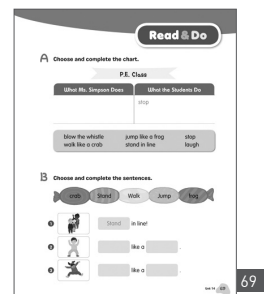 Read & Do
A Choose and complete the chart.
P.E. Class
What Ms. Simpson Does What the Students Do
stop
blow the whistle jump like a frog stop
walk like a crab stand in line laugh
B Choose and complete the sentences.
crab Stand Walk Jump frog
1 Stand in line!
2 like a .
3 like a .
69